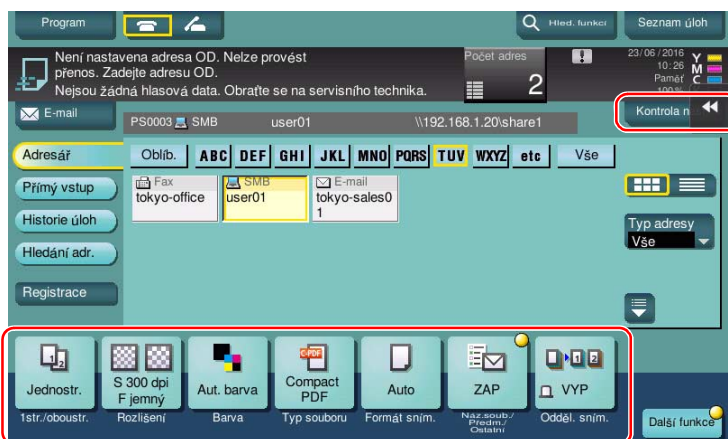 Program
Hled. funkcí
Seznam úloh
Není nastavena adresa OD. Nelze provést
přenos. Zadejte adresu OD.
Nejsou žádná hlasová data. Obraťte se na servisního technika.
Počet adres
2
23/06/2016
10:26
Paměť
100%
Y
M
C
K
E-mail
PS0003 SMB user01 \\192.168.1.20\share1
Kontrola n
Adresář
Oblíb. ABC DEF GHI JKL MNO PQRS TUV WXYZ etc Vše
Přímý vstup
Historie úloh
Hledání adr.
Registrace
Fax
tokyo-office
SMB
user01
E-mail
tokyo-sales0
1
Typ adresy
Vše
Jednostr.
1str./oboustr.
S 300 dpi
F jemný
Rozlišení
Aut. barva
Barva
Compact
PDF
Typ souboru
Auto
Formát sním.
ZAP
Náz.soub./
Předm./
Ostatní
VYP
Odděl. sním.
Další funkce